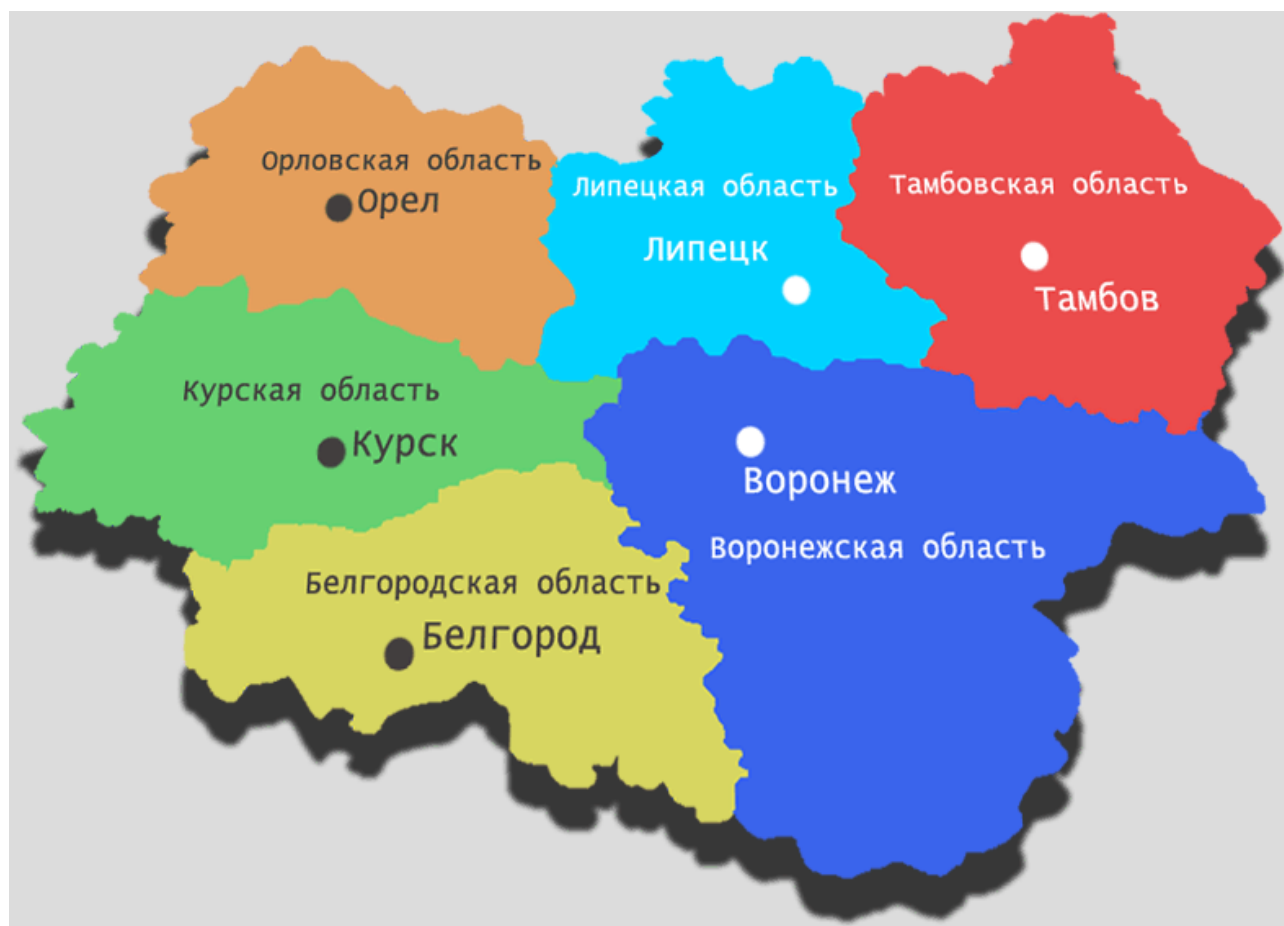 Орловская область
Орел
Липецкая область
Липецк
Тамбовская область
Тамбов
Курская область
Курск
Воронеж
Воронежская область
Белгородская область
Белгород